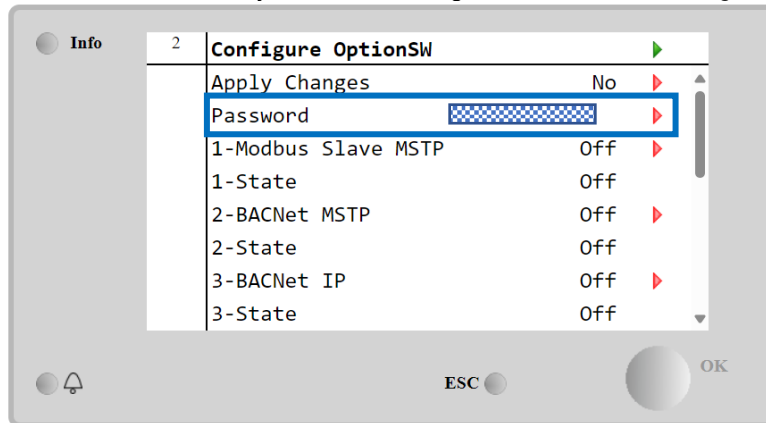 Info
2 Configure OptionSW
Apply Changes No
Password
1-Modbus Slave MSTP Off
1-State Off
2-BACNet MSTP Off
2-State Off
3-BACNet IP Off
3-State Off
ESC
OK